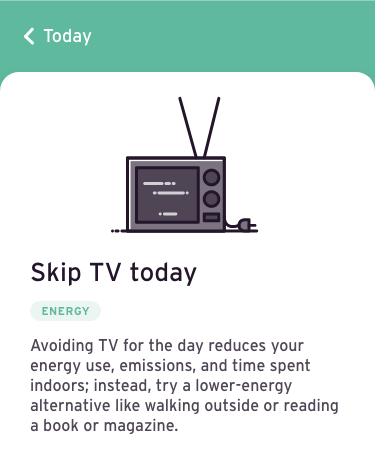 Today
Skip TV today
ENERGY
Avoiding TV for the day reduces your
energy use, emissions, and time spent
indoors; instead, try a lower-energy
alternative like walking outside or reading
a book or magazine.